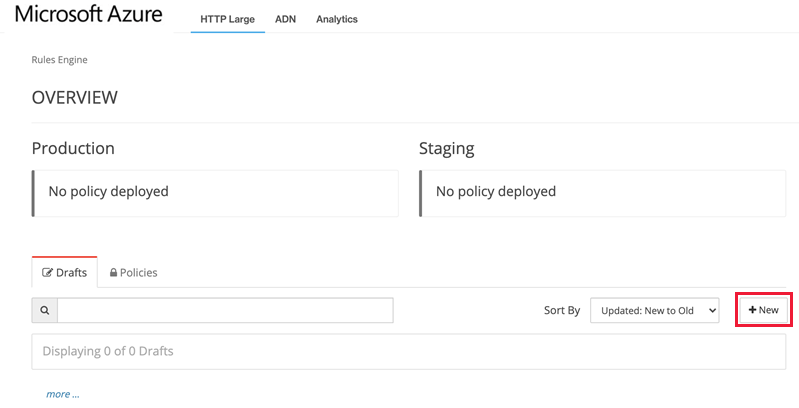 Microsoft Azure
HTTP Large ADN Analytics
Rules Engine
OVERVIEW
Production Staging
No policy deployed No policy deployed
Drafts Policies
Sort By Updated: New to Old New
Displaying 0 of 0 Drafts
more ...